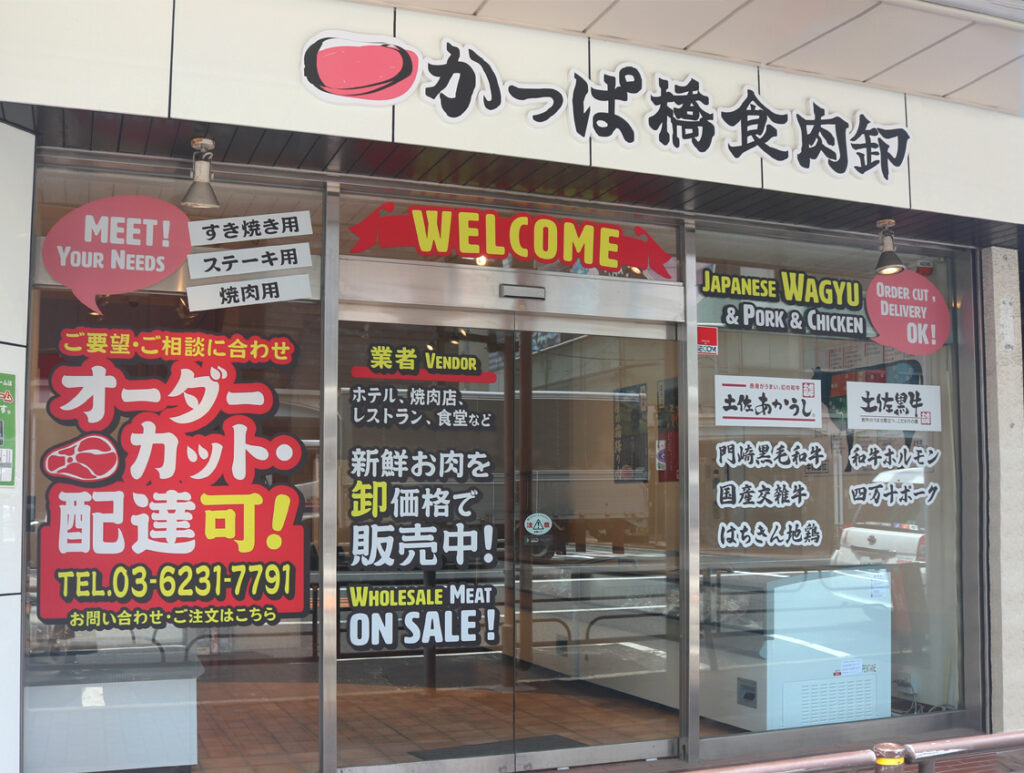 かっぱ橋食肉卸
MEET!
YOUR NEEDS
すき焼き用
ステーキ用
焼肉用
ご要望・ご相談に合わせ
オーダー
カット・
配達可!
TEL.03-6231-7791
お問い合わせ・ご注文はこちら
WELCOME
業者 VENDOR
ホテル、焼肉店、
レストラン、食堂など
新鮮お肉を
卸価格で
販売中!
WHOLESALE MEAT
ON SALE!
注意
JAPANESE WAGYU
& PORK & CHICKEN
ORDER CUT,
DELIVERY
OK!
SECOM
土佐あかうし
土佐黒牛
門崎黒毛和牛
和牛ホルモン
国産交雑牛
四万十ポーク
はちきん地鶏